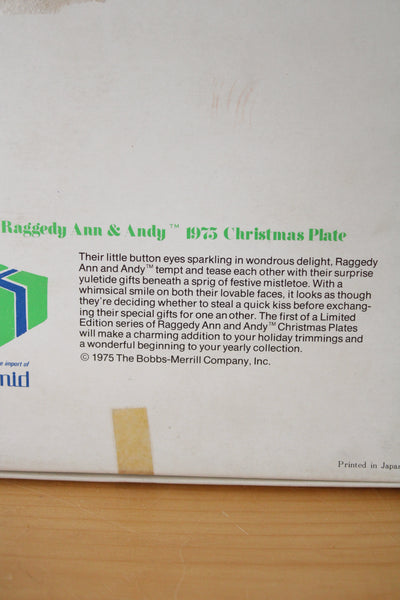 Raggedy Ann & Andy™ 1975 Christmas Plate
Their little button eyes sparkling in wondrous delight, Raggedy
Ann and Andy™ tempt and tease each other with their surprise
yuletide gifts beneath a sprig of festive mistletoe. With a
whimsical smile on both their lovable faces, it looks as though
they're deciding whether to steal a quick kiss before exchang-
ing their special gifts for one another. The first of a Limited
Edition series of Raggedy Ann and Andy™ Christmas Plates
will make a charming addition to your holiday trimmings and
a wonderful beginning to your yearly collection.
© 1975 The Bobbs-Merrill Company, Inc.
import of
mid
Printed in Japan